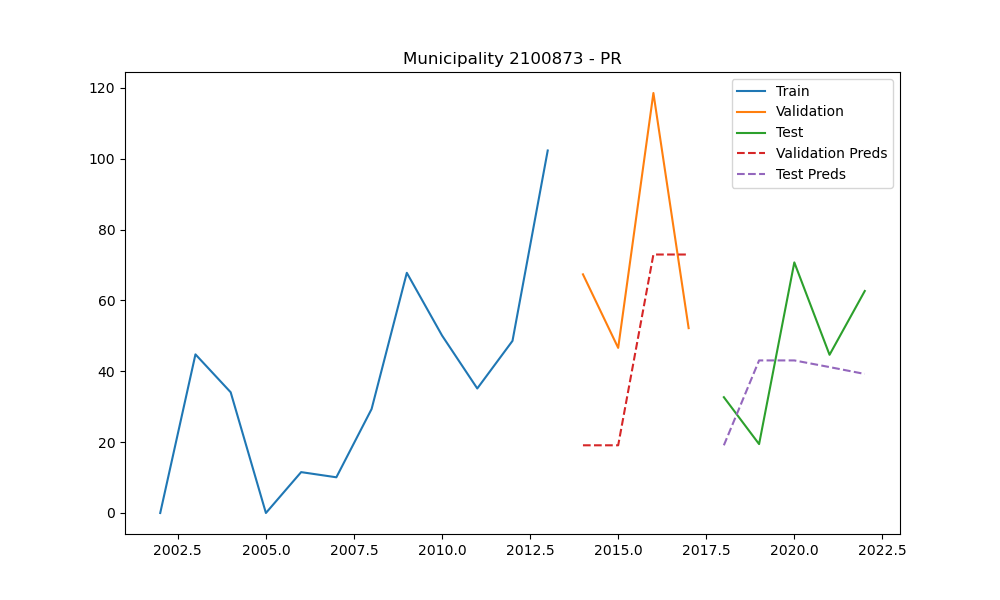 Municipality 2100873 - PR
Train
Validation
Test
Validation Preds
Test Preds
120
100
80
60
40
20
0
2002.5 2005.0 2007.5 2010.0 2012.5 2015.0 2017.5 2020.0 2022.5